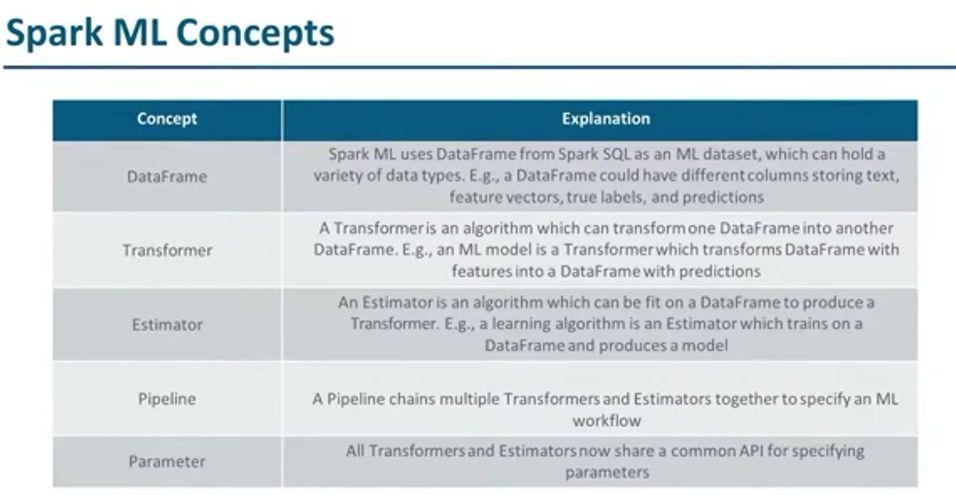 Spark ML Concepts
Concept
Explanation
DataFrame
Spark ML uses DataFrame from Spark SQL as an ML dataset, which can hold a
variety of data types. E.g., a DataFrame could have different columns storing text,
feature vectors, true labels, and predictions
Transformer
A Transformer is an algorithm which can transform one DataFrame into another
DataFrame. E.g., an ML model is a Transformer which transforms DataFrame with
features into a DataFrame with predictions
Estimator
An Estimator is an algorithm which can be fit on a DataFrame to produce a
Transformer. E.g., a learning algorithm is an Estimator which trains on a
DataFrame and produces a model
Pipeline
A Pipeline chains multiple Transformers and Estimators together to specify an ML
workflow
Parameter
All Transformers and Estimators now share a common API for specifying
parameters